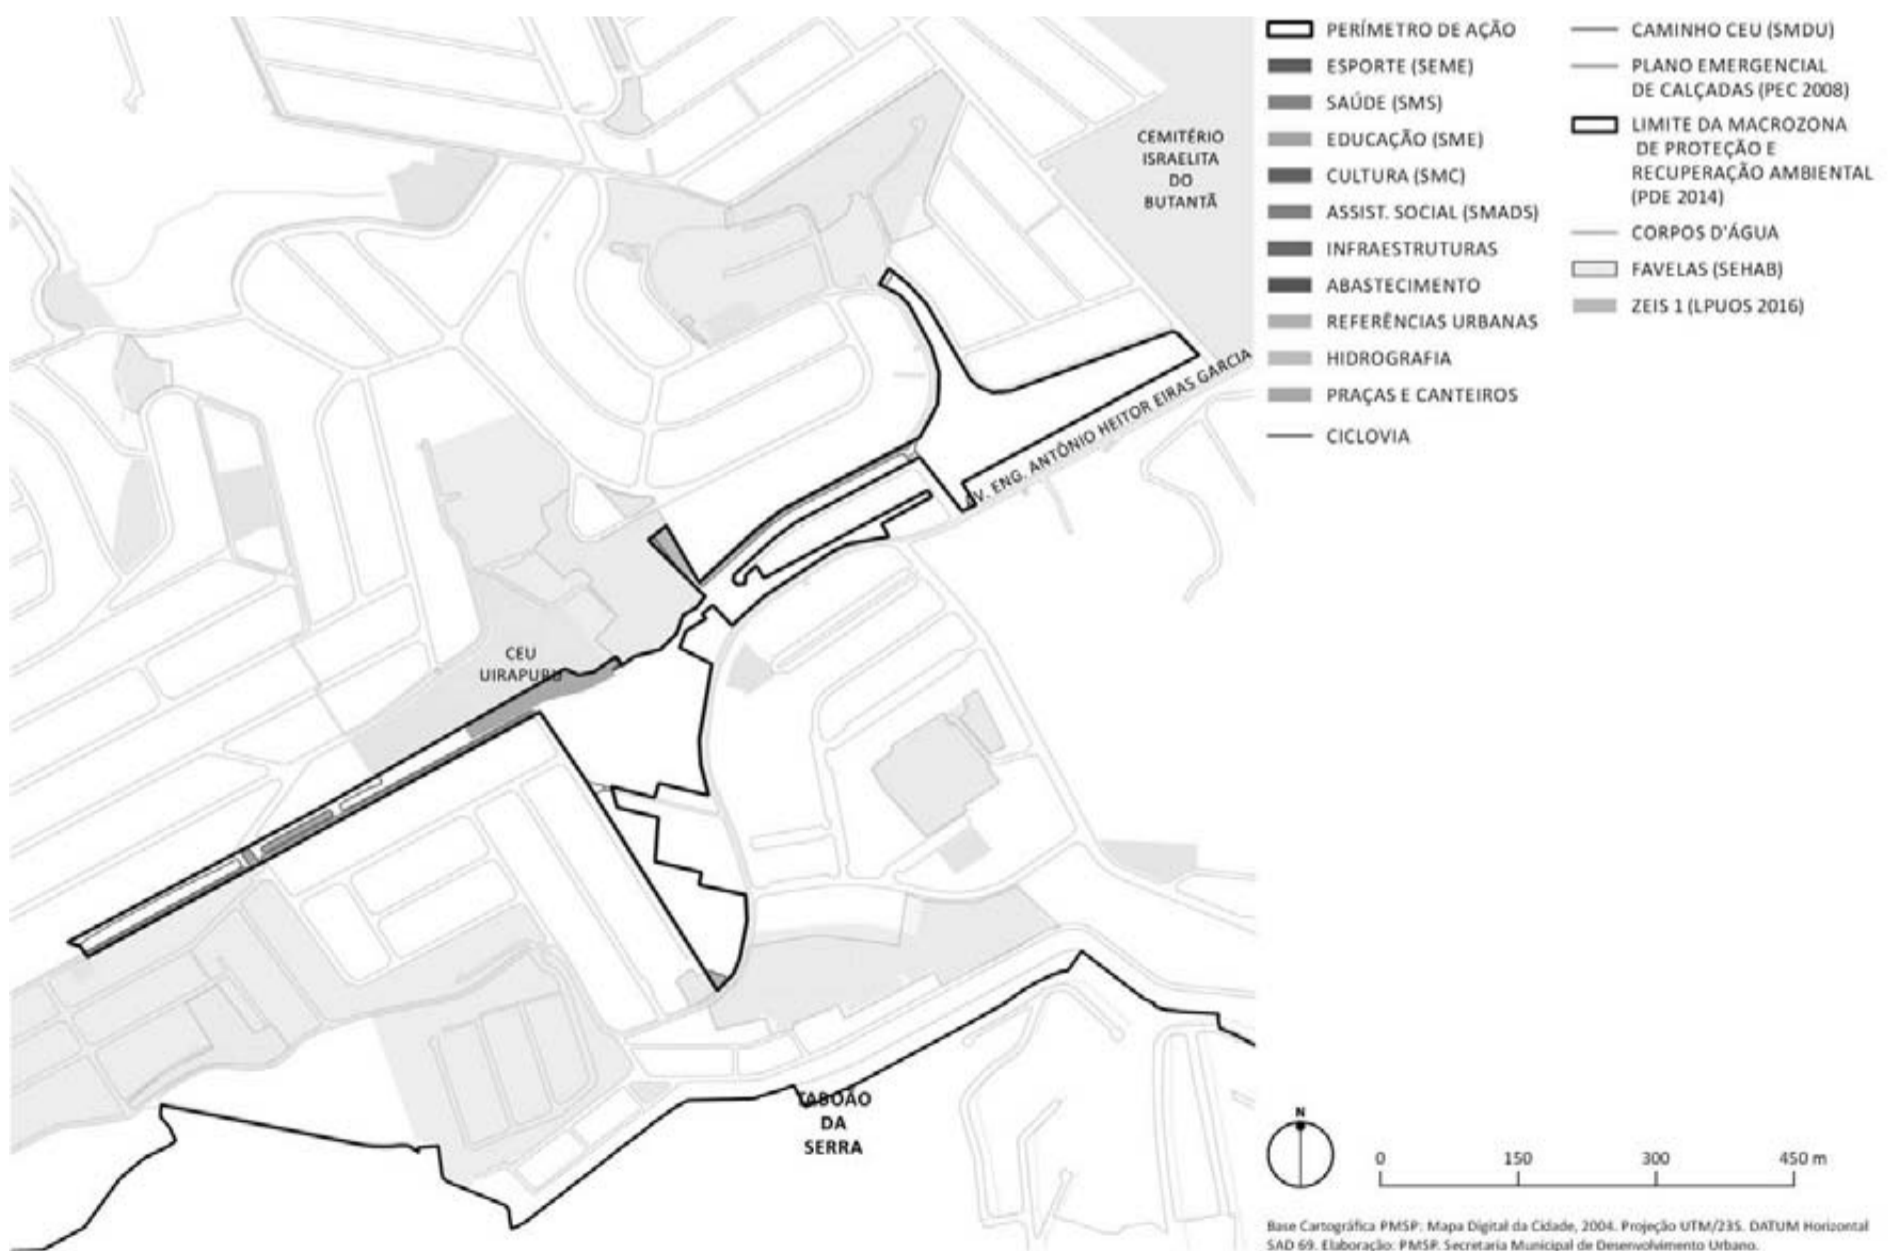 CEMITÉRIO
ISRAELITA
DO
BUTANTÃ
AV. ENG. ANTÔNIO HEITOR EIRAS GARCIA
CEU
UIRAPURU
TABOÃO
DA
SERRA
PERÍMETRO DE AÇÃO
ESPORTE (SEME)
SAÚDE (SMS)
EDUCAÇÃO (SME)
CULTURA (SMC)
ASSIST. SOCIAL (SMADS)
INFRAESTRUTURAS
ABASTECIMENTO
REFERÊNCIAS URBANAS
HIDROGRAFIA
PRAÇAS E CANTEIROS
CICLOVIA
CAMINHO CEU (SMDU)
PLANO EMERGENCIAL
DE CALÇADAS (PEC 2008)
LIMITE DA MACROZONA
DE PROTEÇÃO E
RECUPERAÇÃO AMBIENTAL
(PDE 2014)
CORPOS D'ÁGUA
FAVELAS (SEHAB)
ZEIS 1 (LPUOS 2016)
N
0 150 300 450 m
Base Cartográfica PMSP: Mapa Digital da Cidade, 2004. Projeção UTM/23S. DATUM Horizontal
SAD 69. Elaboração: PMSP. Secretaria Municipal de Desenvolvimento Urbano.